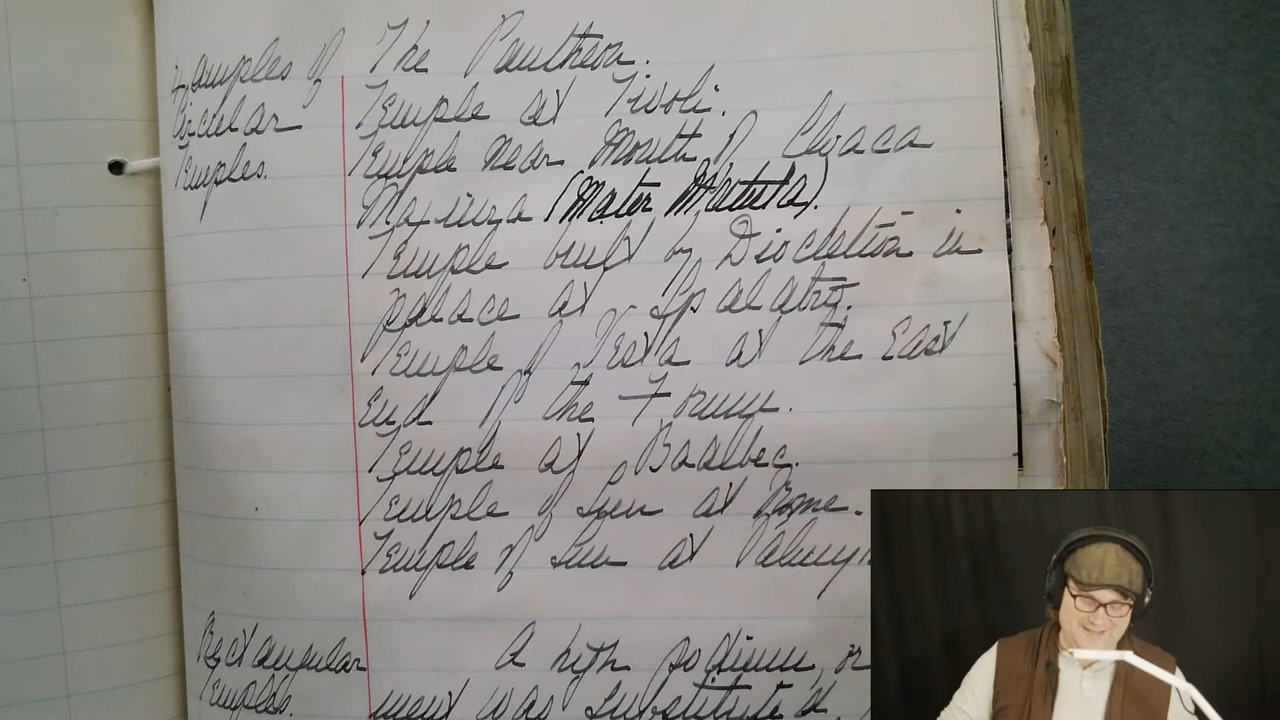 Examples of The Pantheon.
Circular Temple at Tivoli.
Temples. Temple near Mouth of Cloaca
Maxima (Mater Matuta).
Temple built by Diocletian in
palace at Spalatro.
Temple of Vesta at the East
End of the Forum.
Temple at Baalbec.
Temple of Sun at Rome.
Temple of Sun at Palmyr
Rectangular A high podium, or
Temples. ment was substituted,